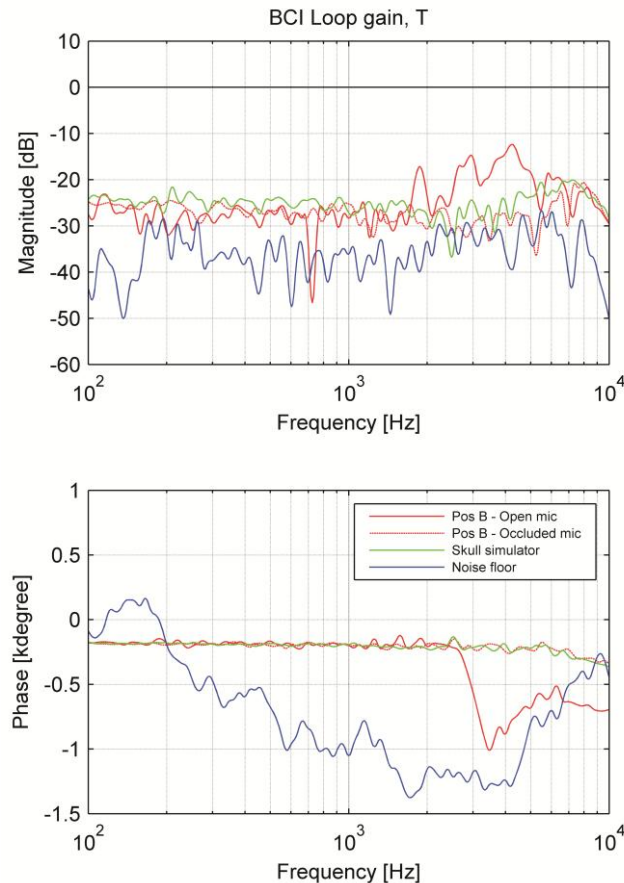 BCI Loop gain, T
10
0
-10
-20
-30
-40
-50
-60
Magnitude [dB]
10^2 10^3 10^4
Frequency [Hz]
1
0.5
0
-0.5
-1
-1.5
Phase [kdegree]
Pos B - Open mic
Pos B - Occluded mic
Skull simulator
Noise floor
10^2 10^3 10^4
Frequency [Hz]